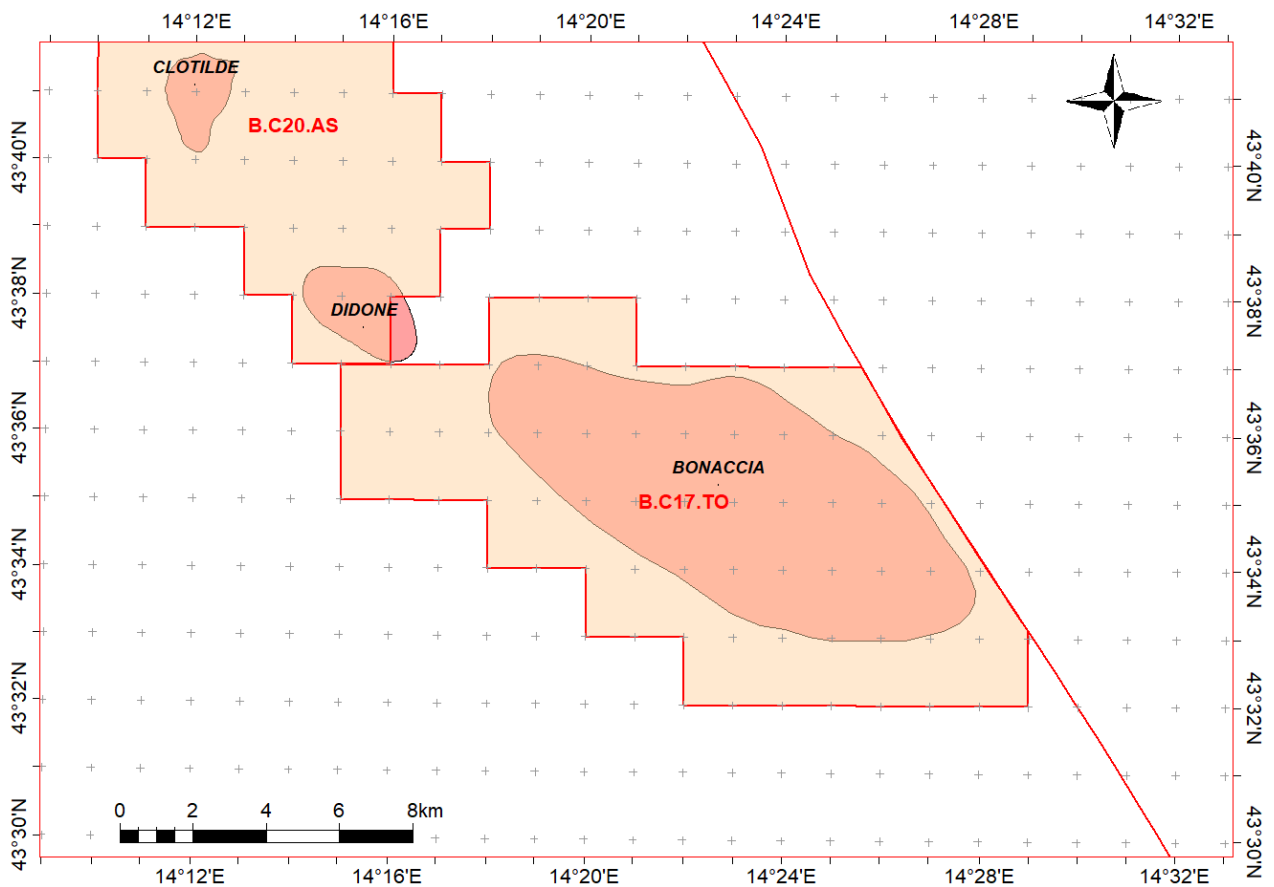 14°12'E 14°16'E 14°20'E 14°24'E 14°28'E 14°32'E
CLOTILDE
B.C20.AS
43°40'N 43°40'N
43°38'N 43°38'N
DIDONE
43°36'N 43°36'N
BONACCIA
B.C17.TO
43°34'N 43°34'N
43°32'N 43°32'N
0 2 4 6 8km
43°30'N 43°30'N
14°12'E 14°16'E 14°20'E 14°24'E 14°28'E 14°32'E